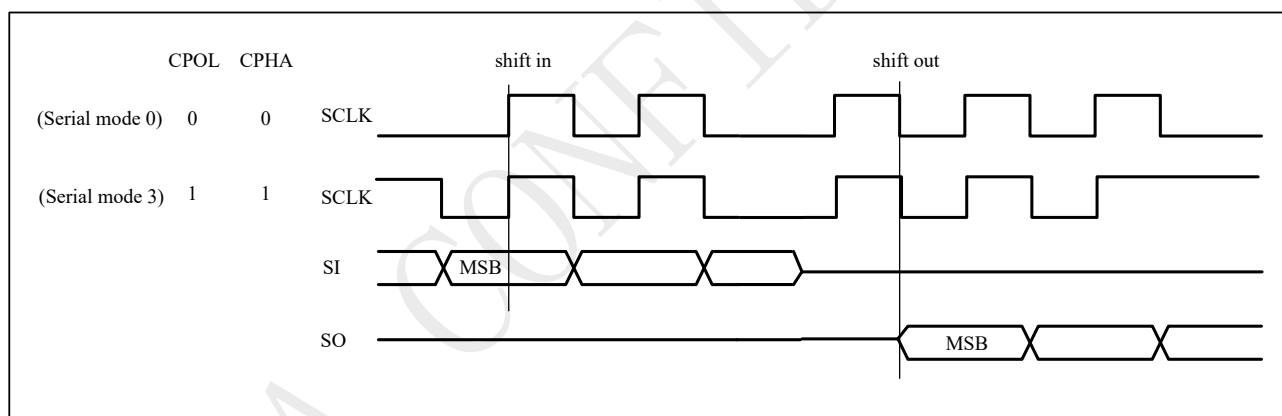 CPOL CPHA shift in shift out
(Serial mode 0) 0 0 SCLK
(Serial mode 3) 1 1 SCLK
SI MSB
SO MSB